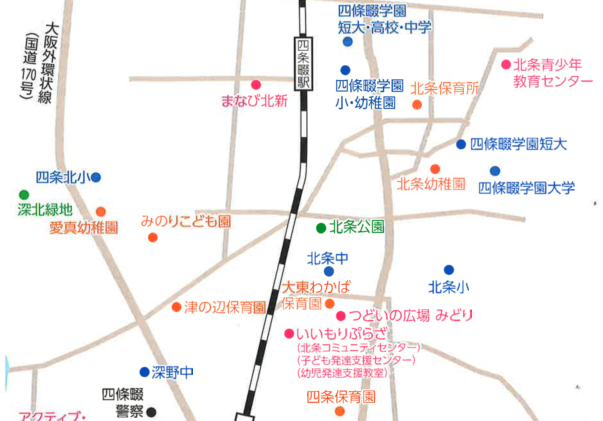 大阪外環状線
(国道170号)
四条畷駅
四條畷学園
短大・高校・中学
四條畷学園
小・幼稚園
まなび北新
北条保育所
北条青少年
教育センター
四條畷学園短大
北条幼稚園
四條畷学園大学
四条北小
深北緑地
愛真幼稚園
みのりこども園
北条公園
北条中
大東わかば
保育園
北条小
津の辺保育園
つどいの広場 みどり
いいもりぷらざ
(北条コミュニティセンター)
(子ども発達支援センター)
(幼児発達支援教室)
深野中
四條畷
警察
四条保育園
アクティブ・